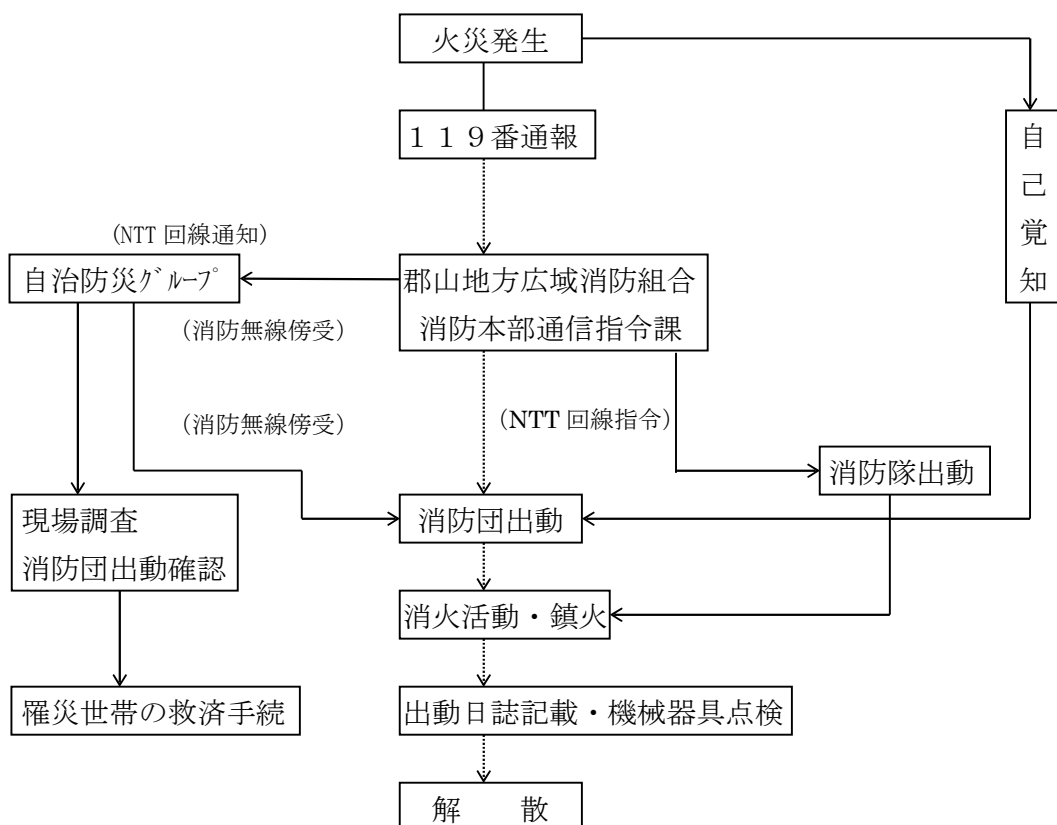 火災発生
１１９番通報
自己覚知
（NTT 回線通知）
自治防災ｸﾞﾙｰﾌﾟ
郡山地方広域消防組合
消防本部通信指令課
（消防無線傍受）
（消防無線傍受）
（NTT 回線指令）
消防隊出動
現場調査
消防団出動確認
消防団出動
消火活動・鎮火
罹災世帯の救済手続
出動日誌記載・機械器具点検
解　　散